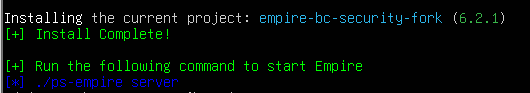 Installing the current project: empire-bc-security-fork (6.2.1)
[+] Install Complete!
[+] Run the following command to start Empire
[*] ./ps-empire server